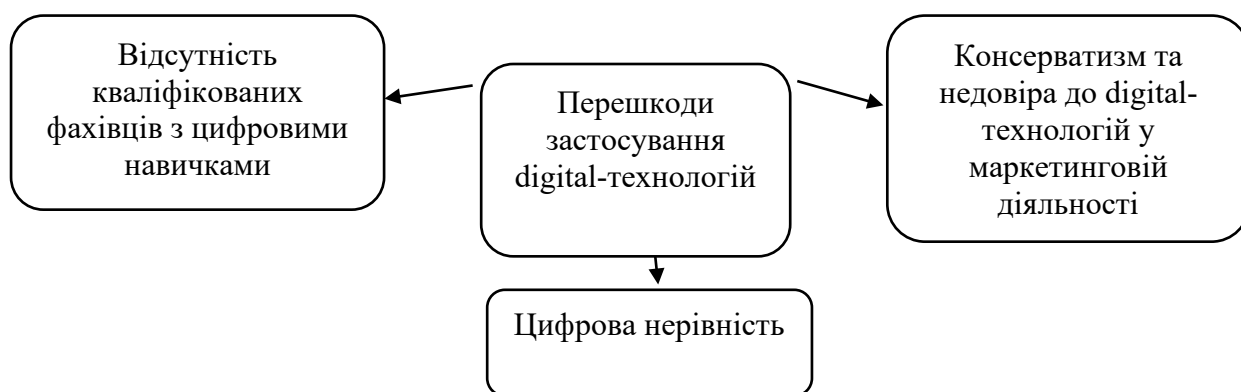 Відсутність
кваліфікованих
фахівців з цифровими
навичками
Перешкоди
застосування
digital-технологій
Консерватизм та
недовіра до digital-
технологій у
маркетинговій
діяльності
Цифрова нерівність